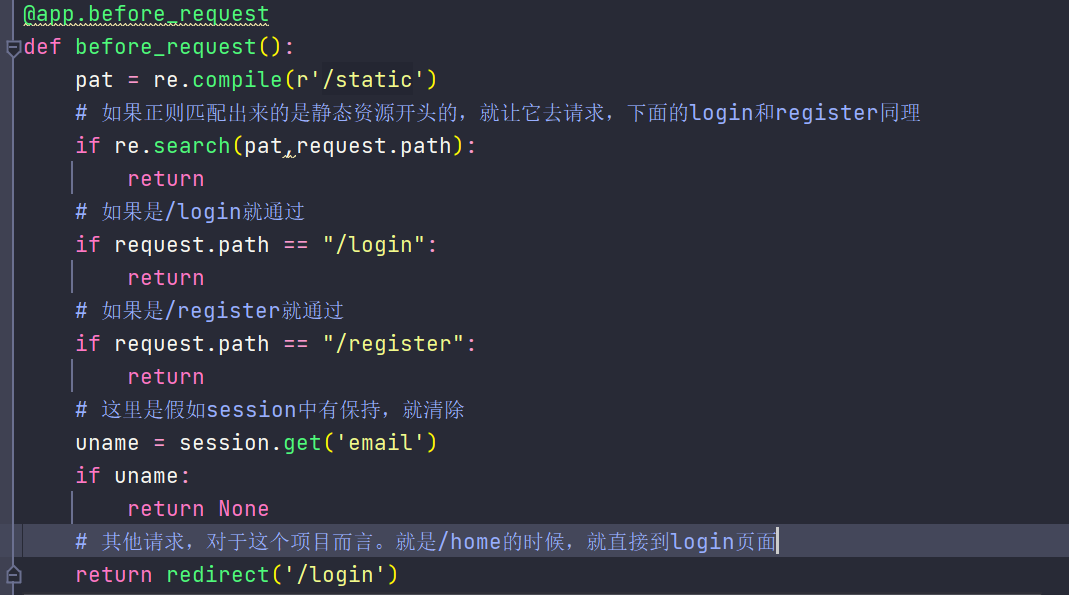 @app.before_request
def before_request():
    pat = re.compile(r'/static')
    # 如果正则匹配出来的是静态资源开头的，就让它去请求，下面的login和register同理
    if re.search(pat,request.path):
        return
    # 如果是/login就通过
    if request.path == "/login":
        return
    # 如果是/register就通过
    if request.path == "/register":
        return
    # 这里是假如session中有保持，就清除
    uname = session.get('email')
    if uname:
        return None
    # 其他请求，对于这个项目而言。就是/home的时候，就直接到login页面
    return redirect('/login')